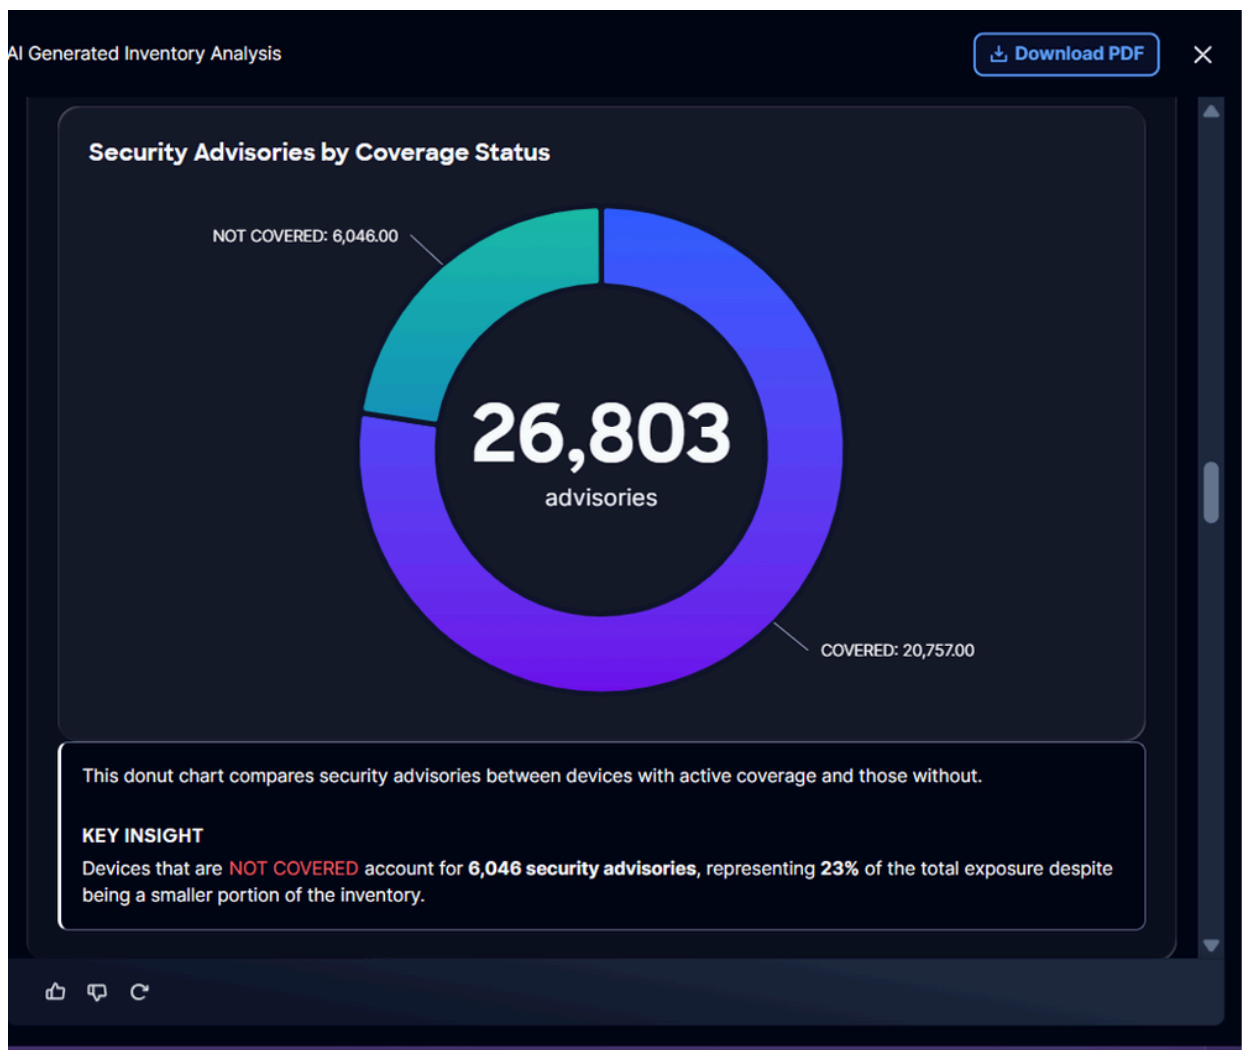 AI Generated Inventory Analysis
Download PDF
Security Advisories by Coverage Status
NOT COVERED: 6,046.00
26,803
advisories
COVERED: 20,757.00
This donut chart compares security advisories between devices with active coverage and those without.
KEY INSIGHT
Devices that are NOT COVERED account for 6,046 security advisories, representing 23% of the total exposure despite
being a smaller portion of the inventory.